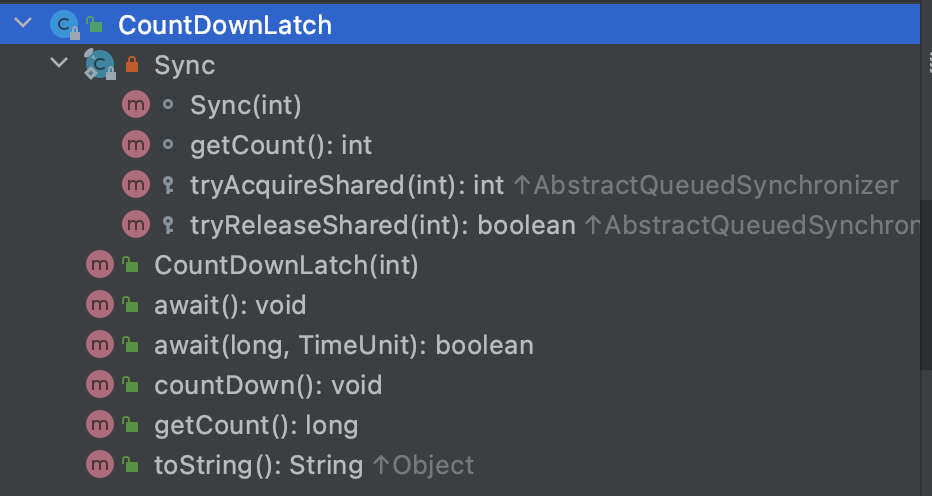 CountDownLatch
Sync
Sync(int)
getCount(): int
tryAcquireShared(int): int ↑AbstractQueuedSynchronizer
tryReleaseShared(int): boolean ↑AbstractQueuedSynchron
CountDownLatch(int)
await(): void
await(long, TimeUnit): boolean
countDown(): void
getCount(): long
toString(): String ↑Object